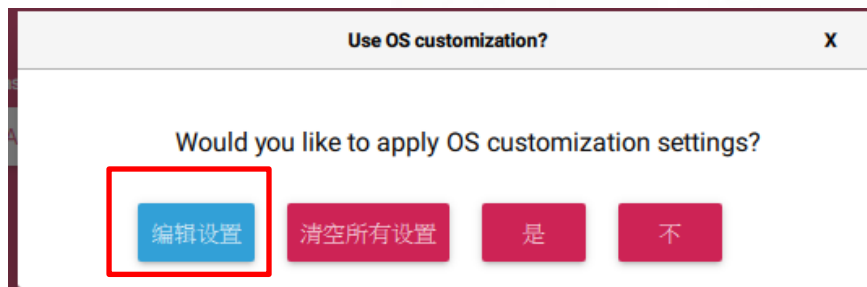 Use OS customization?
X
Would you like to apply OS customization settings?
编辑设置
清空所有设置
是
不